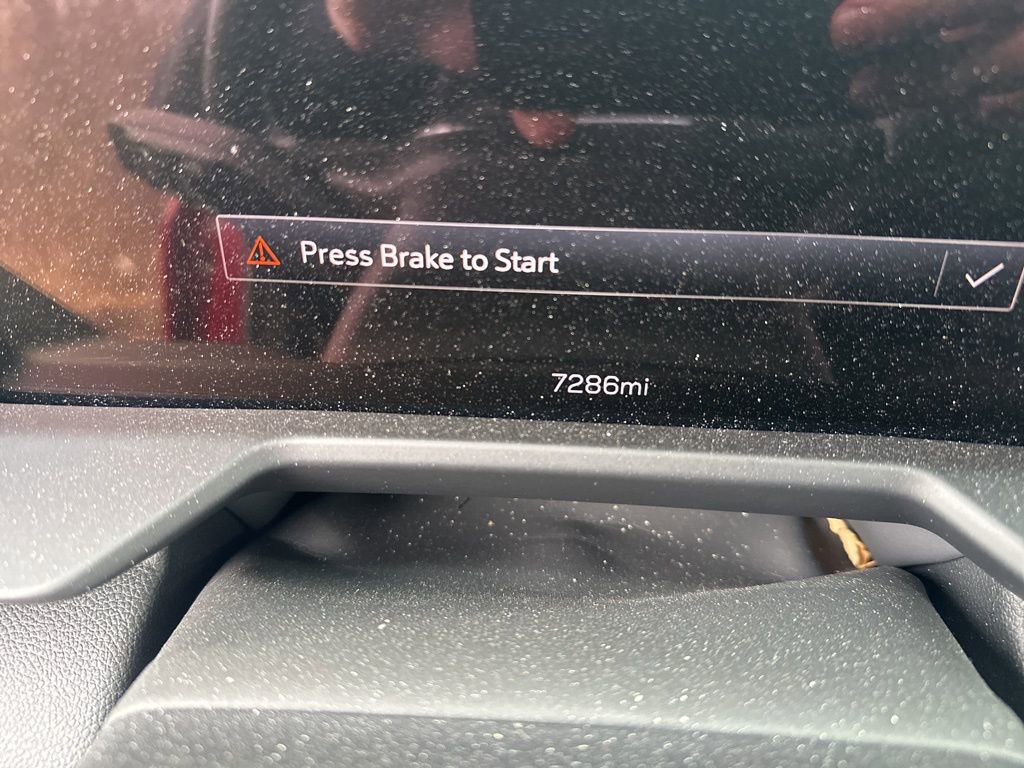 Press Brake to Start
7286mi